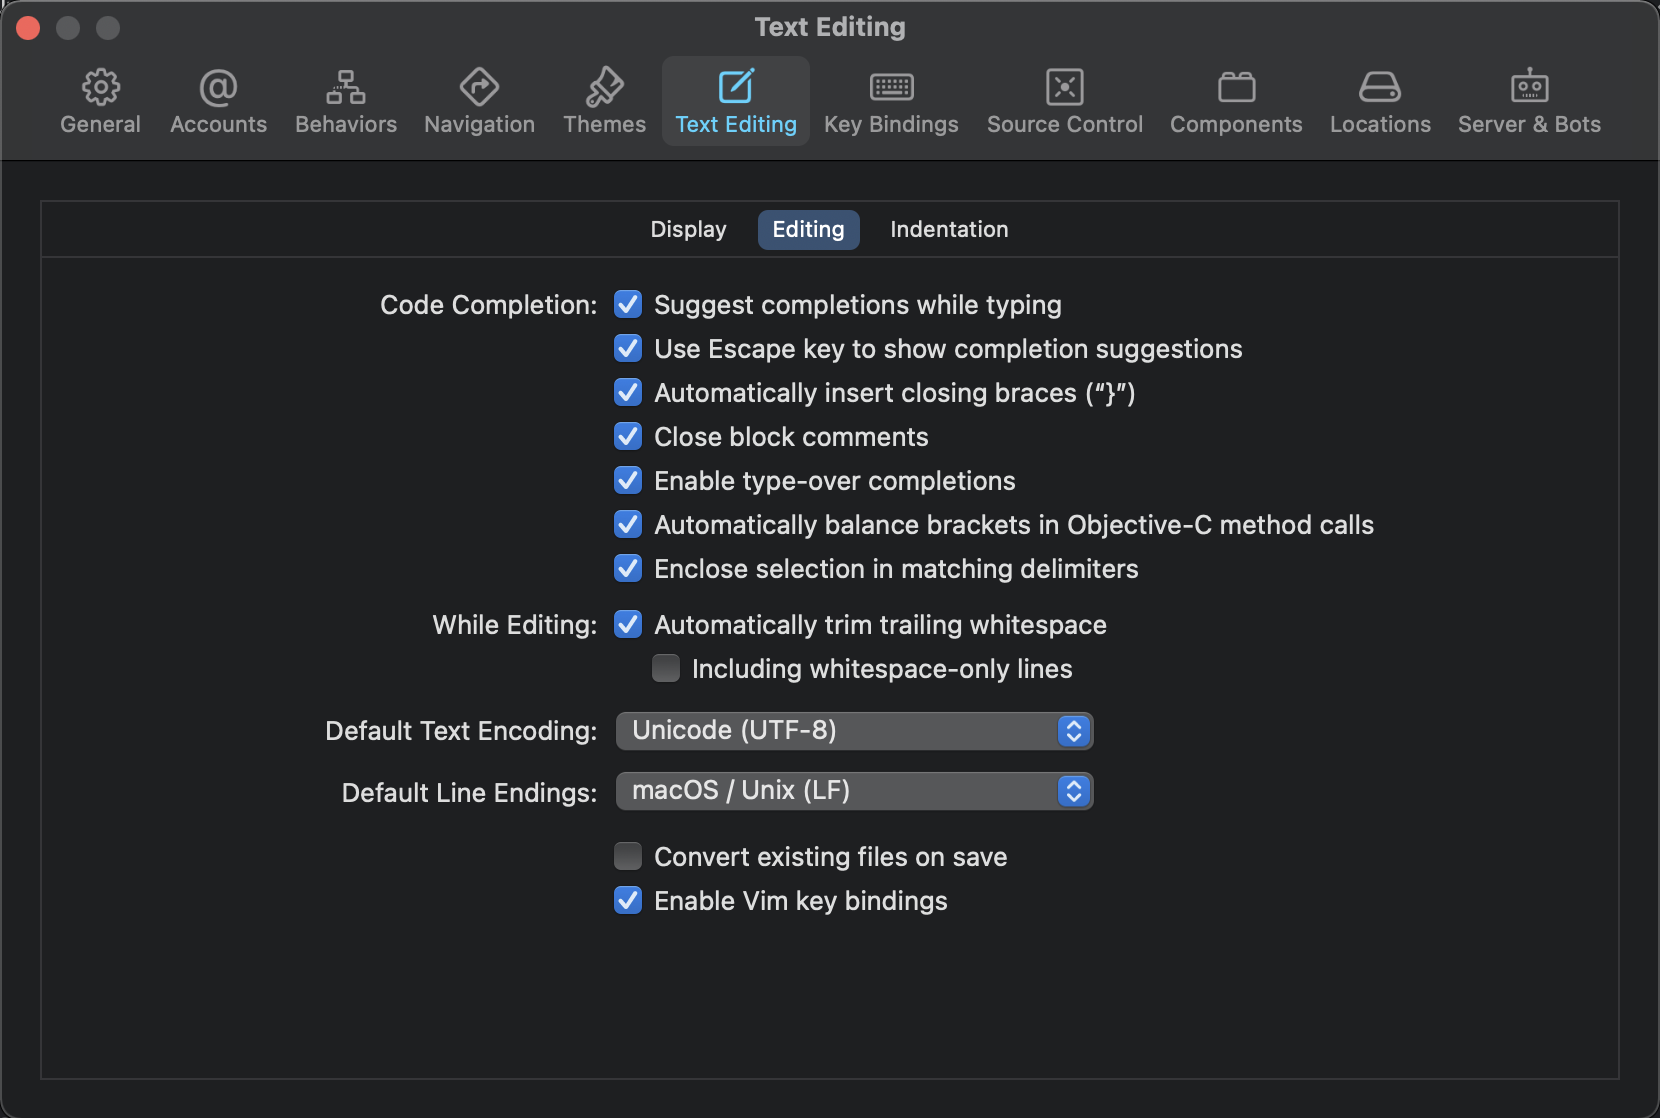 Text Editing
General Accounts Behaviors Navigation Themes Text Editing Key Bindings Source Control Components Locations Server & Bots
Display Editing Indentation
Code Completion: Suggest completions while typing
Use Escape key to show completion suggestions
Automatically insert closing braces (“}”)
Close block comments
Enable type-over completions
Automatically balance brackets in Objective-C method calls
Enclose selection in matching delimiters
While Editing: Automatically trim trailing whitespace
Including whitespace-only lines
Default Text Encoding: Unicode (UTF-8)
Default Line Endings: macOS / Unix (LF)
Convert existing files on save
Enable Vim key bindings